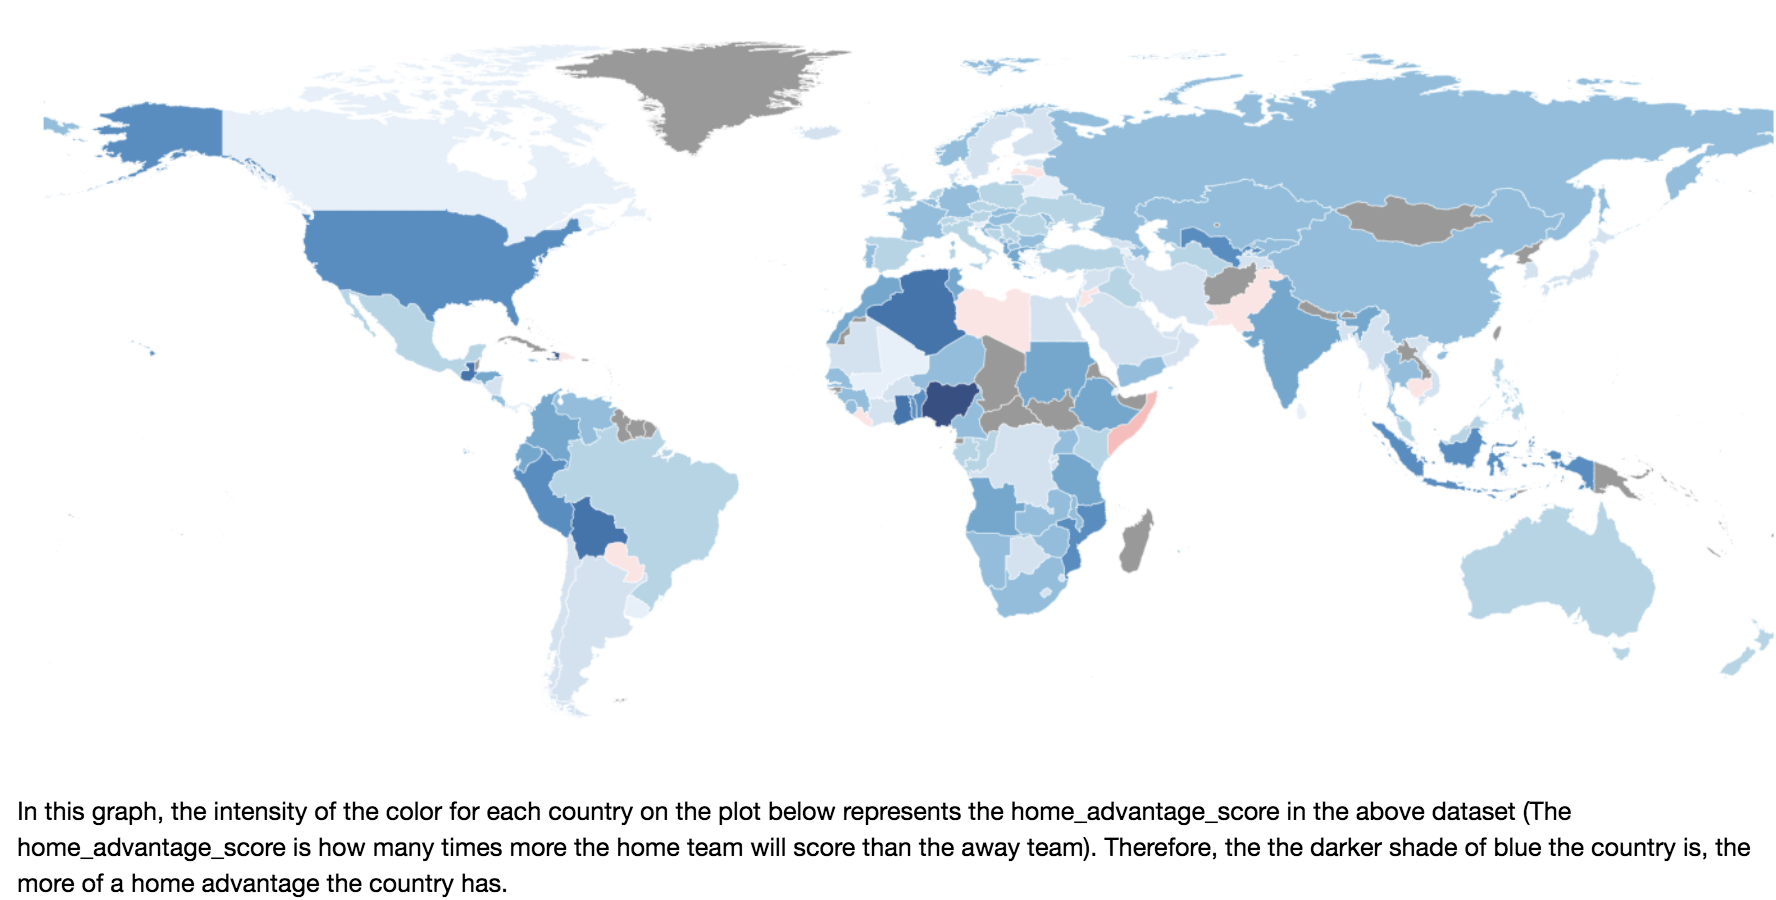 In this graph, the intensity of the color for each country on the plot below represents the home_advantage_score in the above dataset (The
home_advantage_score is how many times more the home team will score than the away team). Therefore, the the darker shade of blue the country is, the
more of a home advantage the country has.